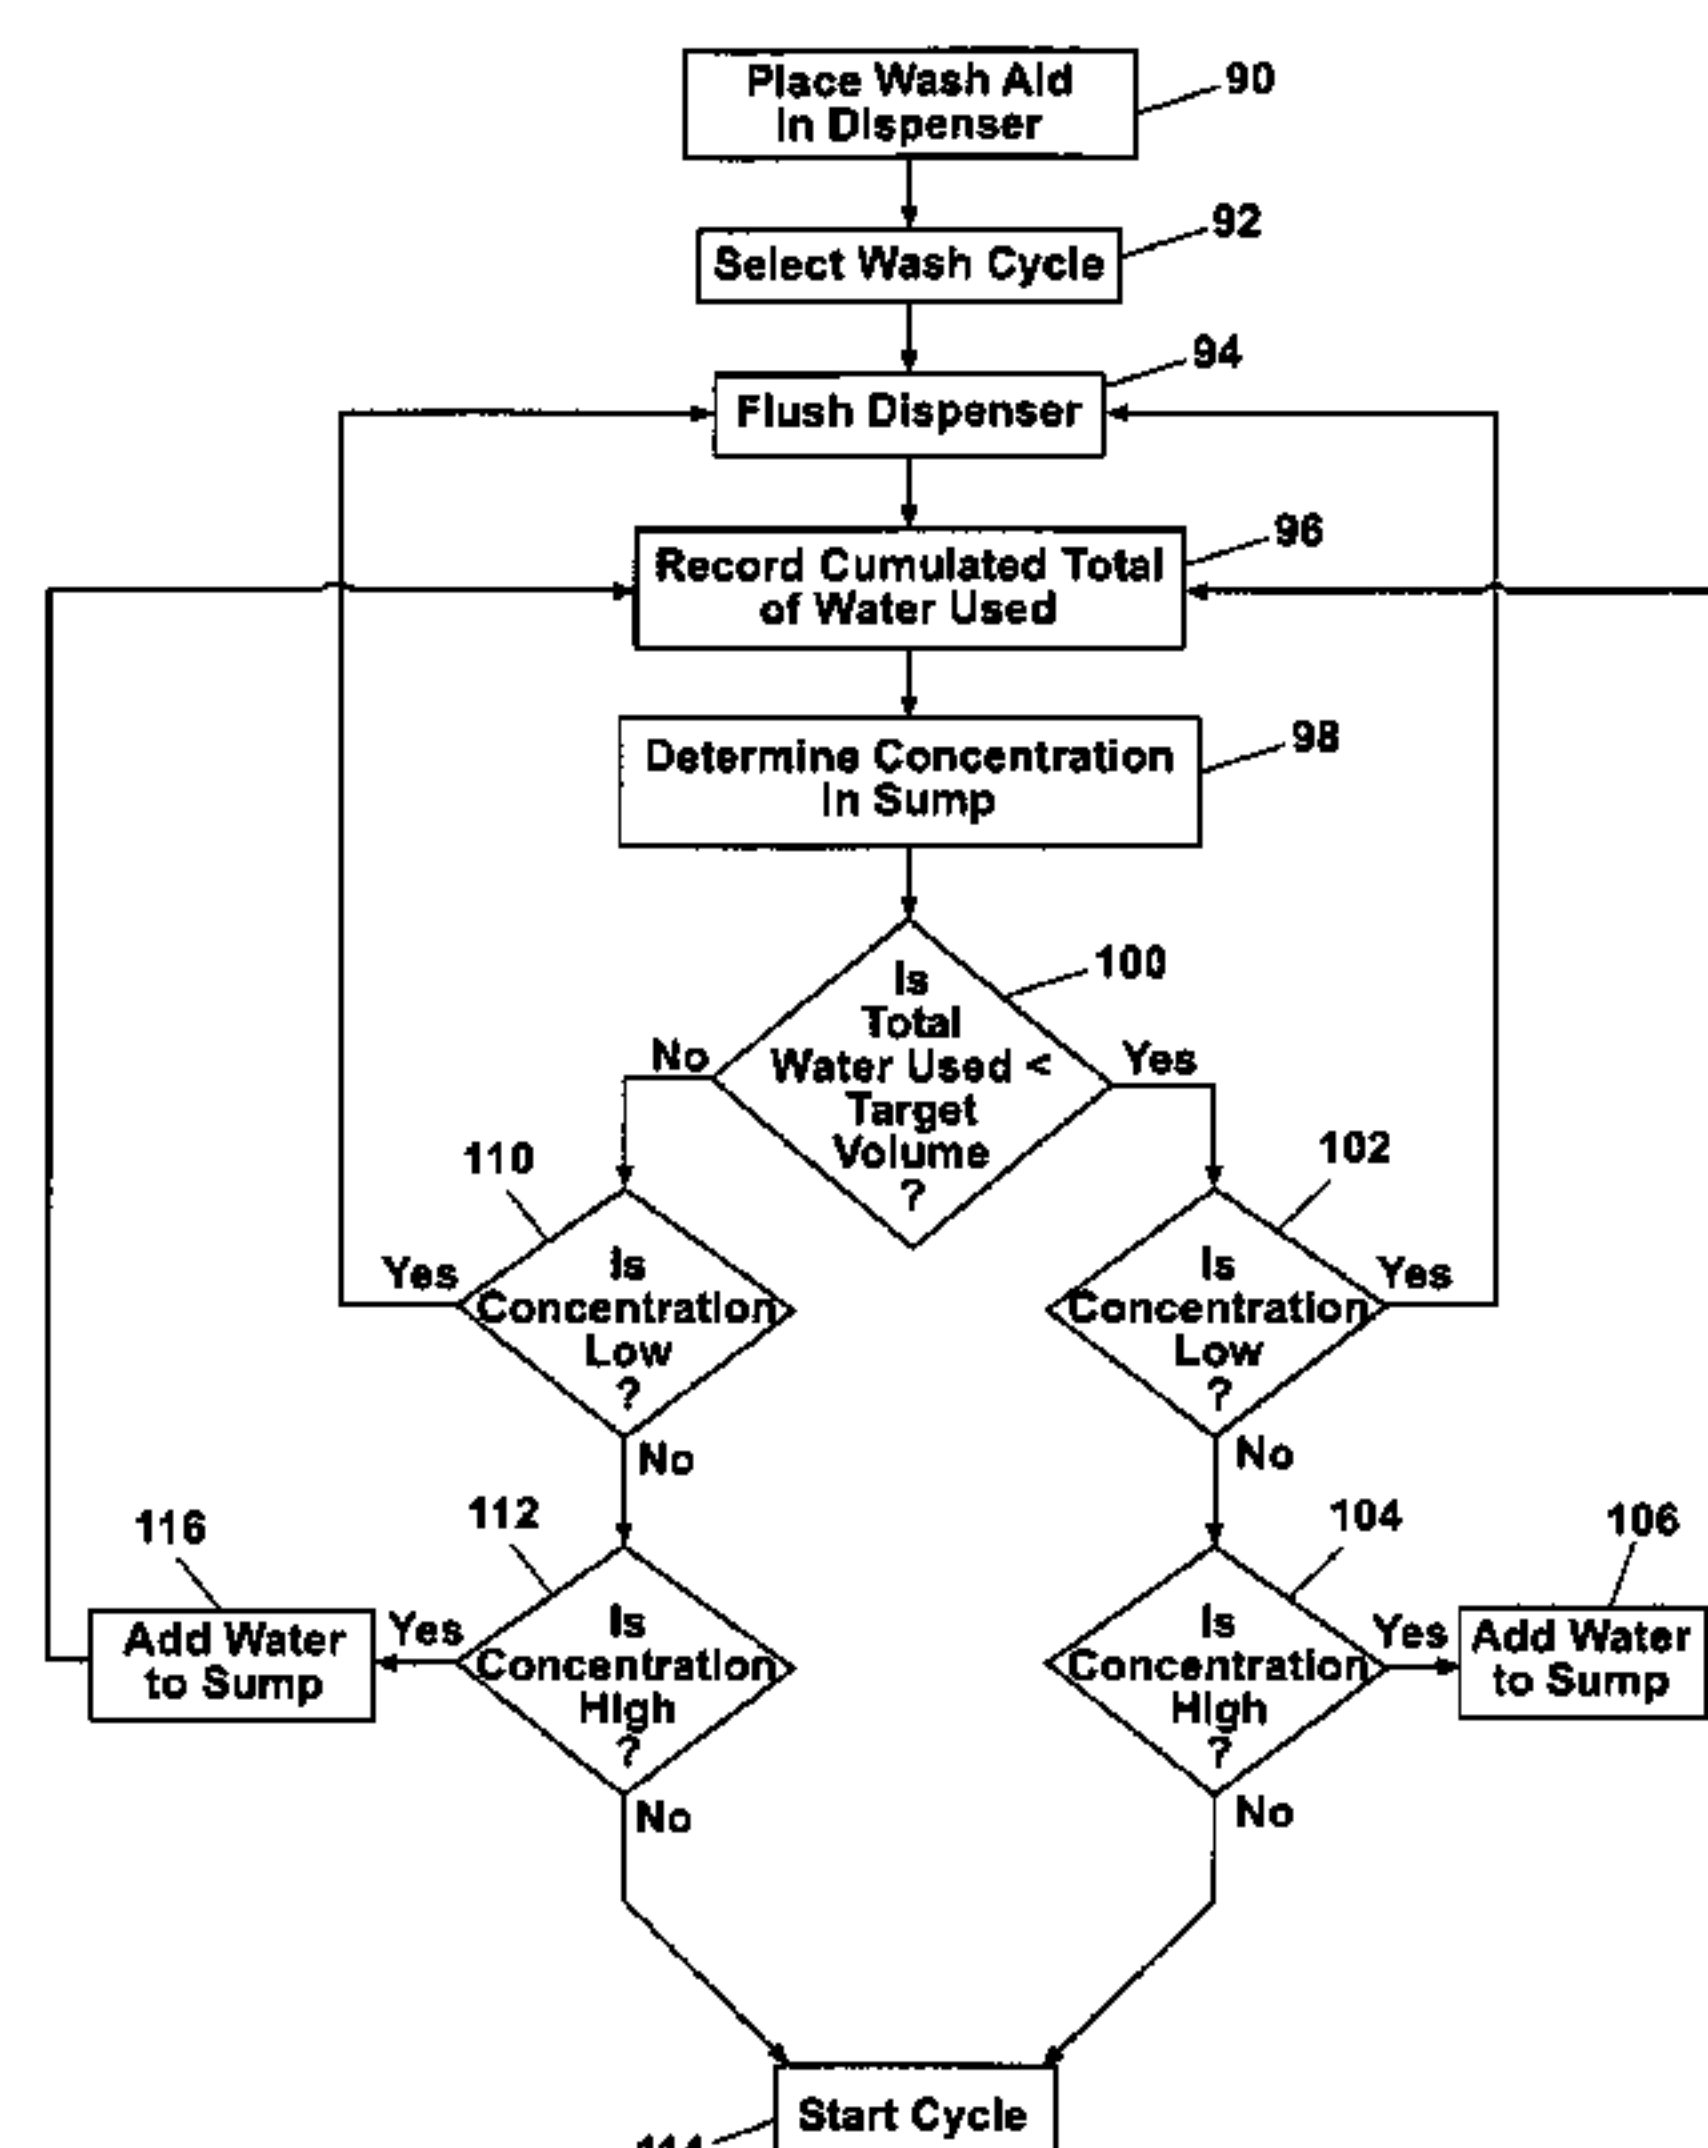 Place Wash Aid
in Dispenser
90
Select Wash Cycle
92
94
Flush Dispenser
96
Record Cumulated Total
of Water Used
98
Determine Concentration
in Sump
100
Is
Total
Water Used <
Target
Volume
?
No
Yes
110
102
Is
Concentration
Low
?
Yes
Is
Concentration
Low
?
Yes
No
No
116
112
104
106
Add Water
to Sump
Yes
Is
Concentration
High
?
Is
Concentration
High
?
Yes
Add Water
to Sump
No
No
Start Cycle